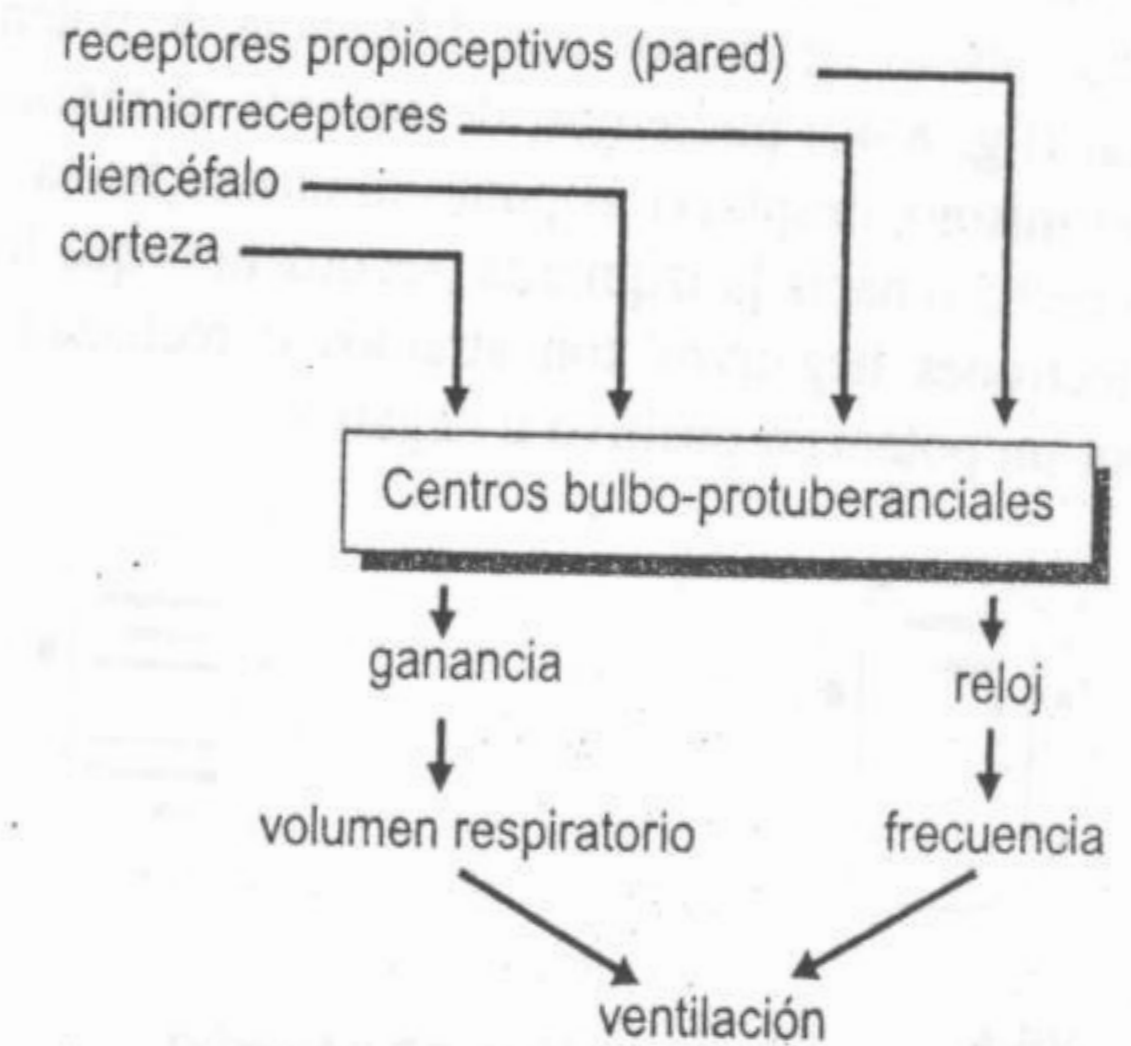 receptores propioceptivos (pared)
quimiorreceptores
diencéfalo
corteza
Centros bulbo-protuberanciales
ganancia
reloj
volumen respiratorio
frecuencia
ventilación